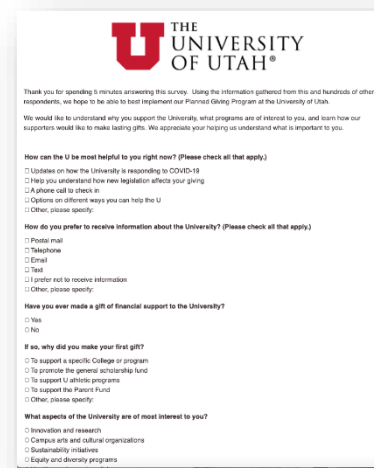 THE
UNIVERSITY
OF UTAH®
Thank you for spending 5 minutes answering this survey. Using the information gathered from this and hundreds of other
respondents, we hope to be able to best implement our Planned Giving Program at the University of Utah.
We would like to understand why you support the University, what programs are of interest to you, and learn how our
supporters would like to make lasting gifts. We appreciate your helping us understand what is important to you.
How can the U be most helpful to you right now? (Please check all that apply.)
Updates on how the University is responding to COVID-19
Help you understand how new legislation affects your giving
A phone call to check in
Options on different ways you can help the U
Other, please specify:
How do you prefer to receive information about the University? (Please check all that apply.)
Postal mail
Telephone
Email
Text
I prefer not to receive information
Other, please specify:
Have you ever made a gift of financial support to the University?
Yes
No
If so, why did you make your first gift?
To support a specific College or program
To promote the general scholarship fund
To support U athletic programs
To support the Parent Fund
Other, please specify:
What aspects of the University are of most interest to you?
Innovation and research
Campus arts and cultural organizations
Sustainability initiatives
Equity and diversity programs